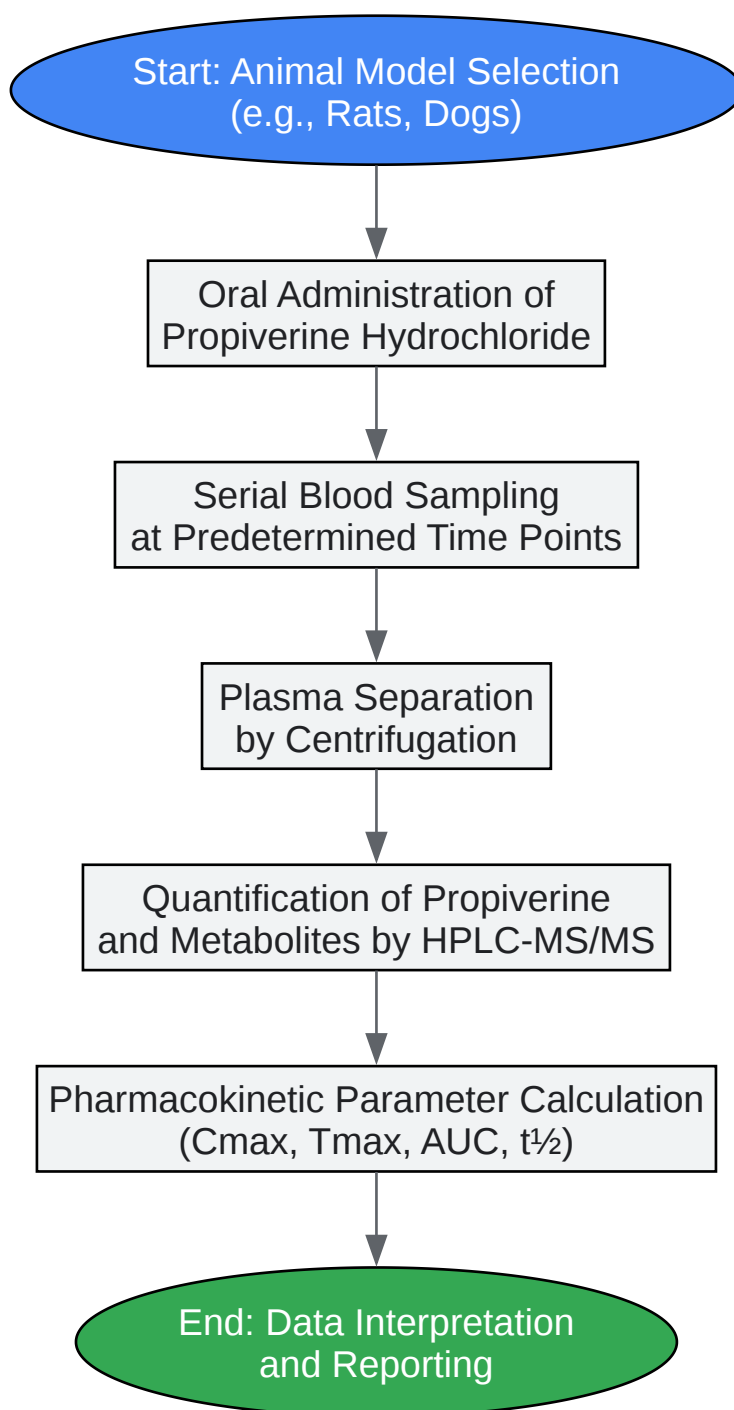 Start: Animal Model Selection
(e.g., Rats, Dogs)
Oral Administration of
Propiverine Hydrochloride
Serial Blood Sampling
at Predetermined Time Points
Plasma Separation
by Centrifugation
Quantification of Propiverine
and Metabolites by HPLC-MS/MS
Pharmacokinetic Parameter Calculation
(Cmax, Tmax, AUC, t½)
End: Data Interpretation
and Reporting